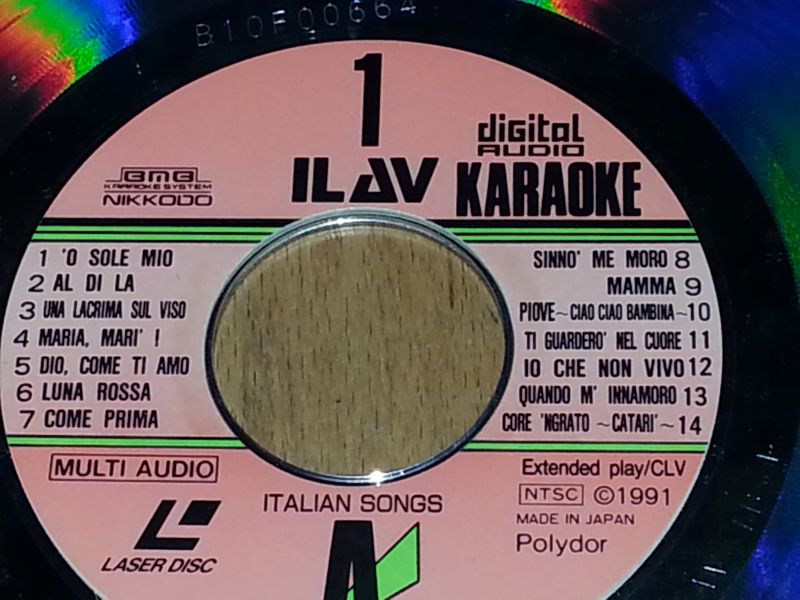 B10F00664
1
BMB
KARAOKE SYSTEM
NIKKODO
ILAV
digital
AUDIO
KARAOKE
1 'O SOLE MIO
2 AL DI LA
3 UNA LACRIMA SUL VISO
4 MARIA, MARI' !
5 DIO, COME TI AMO
6 LUNA ROSSA
7 COME PRIMA
SINNO' ME MORO 8
MAMMA 9
PIOVE~CIAO CIAO BAMBINA~10
TI GUARDERO' NEL CUORE 11
IO CHE NON VIVO 12
QUANDO M' INNAMORO 13
CORE 'NGRATO ~CATARI'~14
MULTI AUDIO
LASER DISC
ITALIAN SONGS
A
Extended play/CLV
NTSC ©1991
MADE IN JAPAN
Polydor